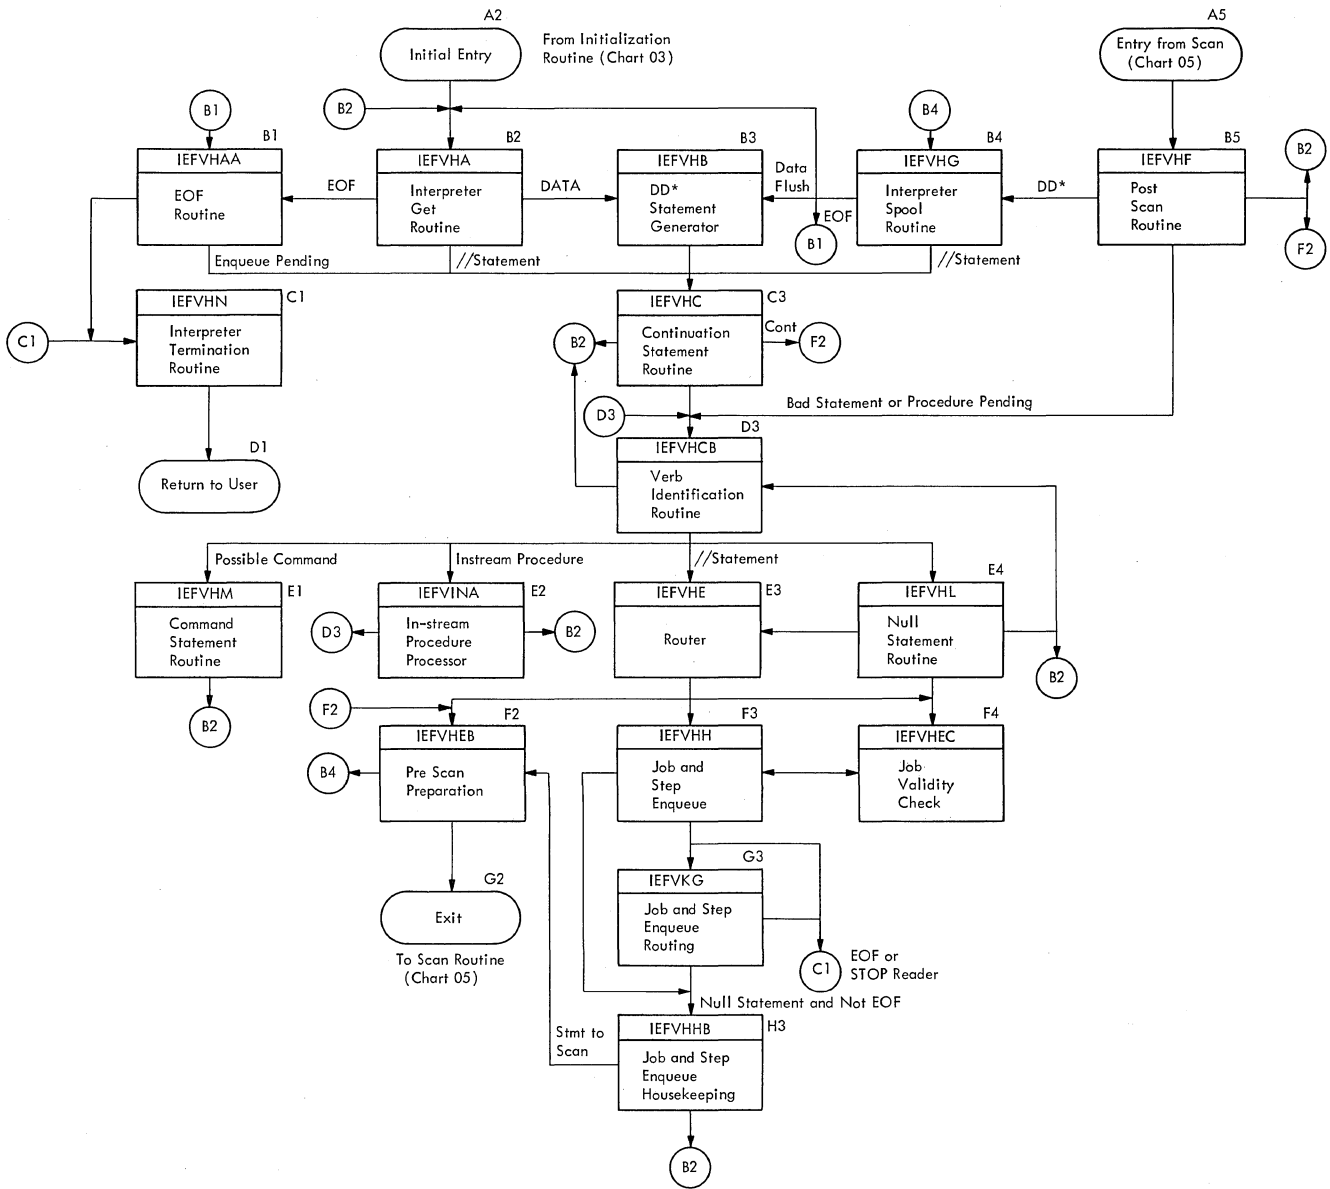 A2
A5
Initial Entry
From Initialization
Routine (Chart 03)
Entry from Scan
(Chart 05)
B1
B2
B4
B1
B2
B3
B4
B5
B2
IEFVHAA
EOF
Routine
EOF
IEFVHA
Interpreter
Get
Routine
DATA
IEFVHB
DD*
Statement
Generator
Data
Flush
EOF
B1
IEFVHG
Interpreter
Spool
Routine
DD*
IEFVHF
Post
Scan
Routine
F2
Enqueue Pending
//Statement
//Statement
C1
IEFVHN
Interpreter
Termination
Routine
C1
B2
IEFVHC
Continuation
Statement
Routine
C3
Cont
F2
D3
Bad Statement or Procedure Pending
D3
IEFVHCB
Verb
Identification
Routine
D1
Return to User
Possible Command
Instream Procedure
//Statement
IEFVHM
Command
Statement
Routine
E1
D3
IEFVINA
In-stream
Procedure
Processor
E2
B2
IEFVHE
Router
E3
IEFVHL
Null
Statement
Routine
E4
B2
B2
F2
F2
F3
F4
B4
IEFVHEB
Pre Scan
Preparation
IEFVHH
Job and
Step
Enqueue
IEFVHEC
Job
Validity
Check
G2
Exit
To Scan Routine
(Chart 05)
G3
IEFVKG
Job and Step
Enqueue
Routing
C1
EOF or
STOP Reader
Null Statement and Not EOF
Stmt to
Scan
IEFVHHB
Job and Step
Enqueue
Housekeeping
H3
B2